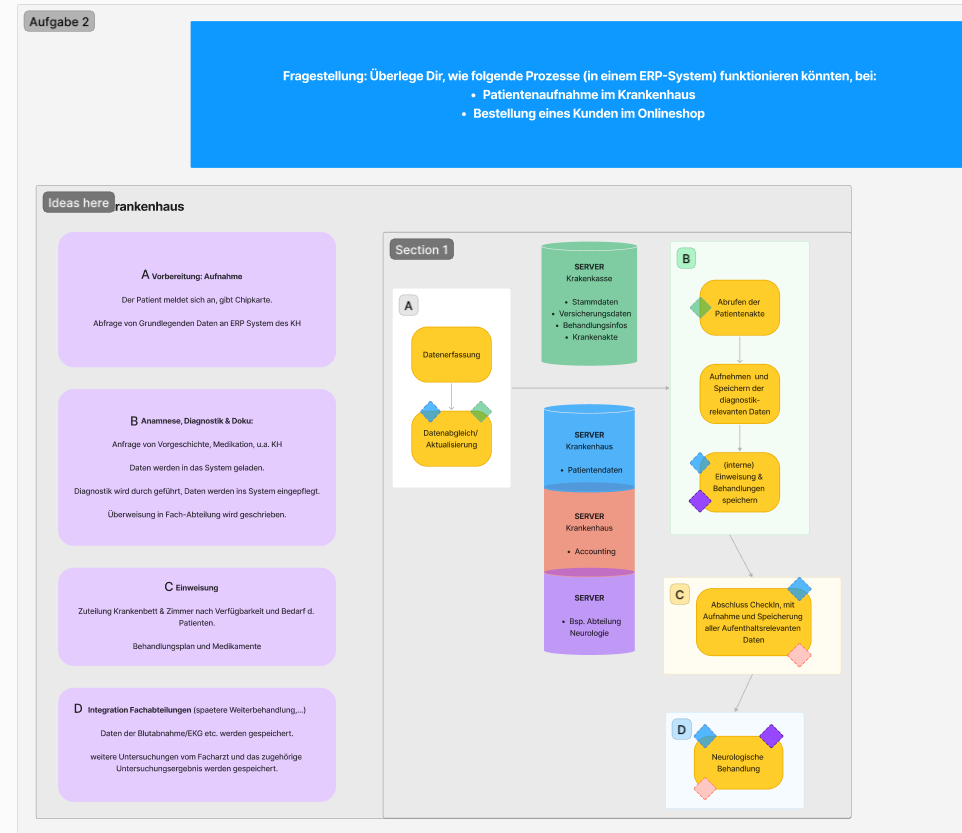 Aufgabe 2
Fragestellung: Überlege Dir, wie folgende Prozesse (in einem ERP-System) funktionieren könnten, bei:
• Patientenaufnahme im Krankenhaus
• Bestellung eines Kunden im Onlineshop
Ideas here
rankenhaus
A Vorbereitung: Aufnahme
Der Patient meldet sich an, gibt Chipkarte.
Abfrage von Grundlegenden Daten an ERP System des KH
B Anamnese, Diagnostik & Doku:
Anfrage von Vorgeschichte, Medikation, u.a. KH
Daten werden in das System geladen.
Diagnostik wird durch geführt, Daten werden ins System eingepflegt.
Überweisung in Fach-Abteilung wird geschrieben.
C Einweisung
Zuteilung Krankenbett & Zimmer nach Verfügbarkeit und Bedarf d.
Patienten.
Behandlungsplan und Medikamente
D Integration Fachabteilungen (spaetere Weiterbehandlung,...)
Daten der Blutabnahme/EKG etc. werden gespeichert.
weitere Untersuchungen vom Facharzt und das zugehörige
Untersuchungsergebnis werden gespeichert.
Section 1
A
Datenerfassung
Datenabgleich/
Aktualisierung
SERVER
Krakenkasse
• Stammdaten
• Versicherungsdaten
• Behandlungsinfos
• Krankenakte
SERVER
Krankenhaus
• Patientendaten
SERVER
Krankenhaus
• Accounting
SERVER
• Bsp. Abteilung
Neurologie
B
Abrufen der
Patientenakte
Aufnehmen und
Speichern der
diagnostik-
relevanten Daten
(interne)
Einweisung &
Behandlungen
speichern
C
Abschluss CheckIn, mit
Aufnahme und Speicherung
aller Aufenthaltsrelevanten
Daten
D
Neurologische
Behandlung